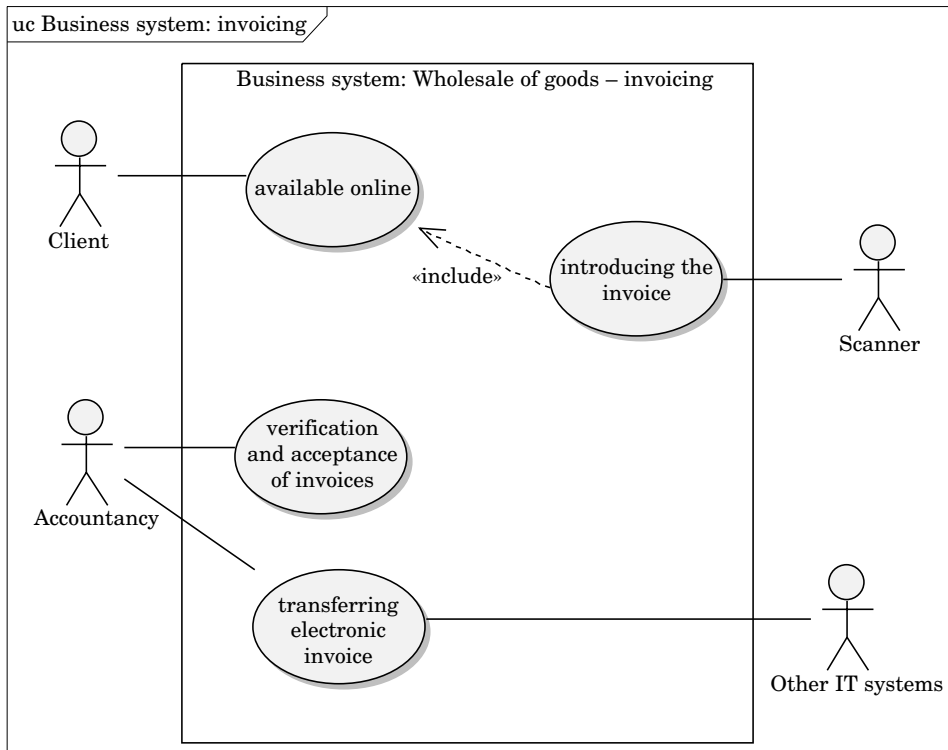 uc Business system: invoicing
Business system: Wholesale of goods – invoicing
available online
Client
«include»
introducing the
invoice
Scanner
verification
and acceptance
of invoices
Accountancy
transferring
electronic
invoice
Other IT systems